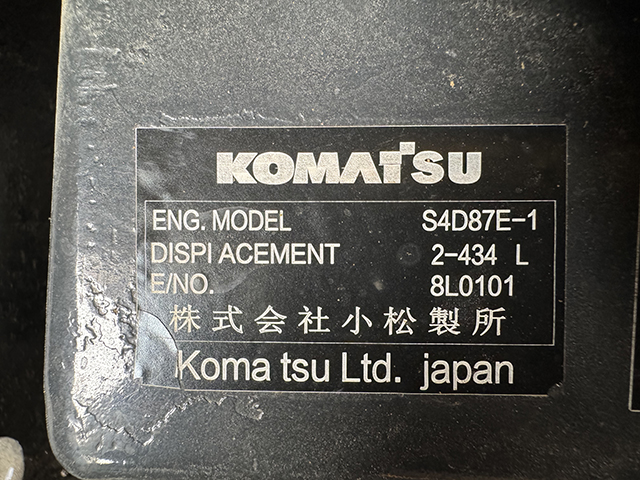 KOMATSU
ENG. MODEL S4D87E-1
DISPI ACEMENT 2-434 L
E/NO. 8L0101
株式会社小松製所
Koma tsu Ltd. japan